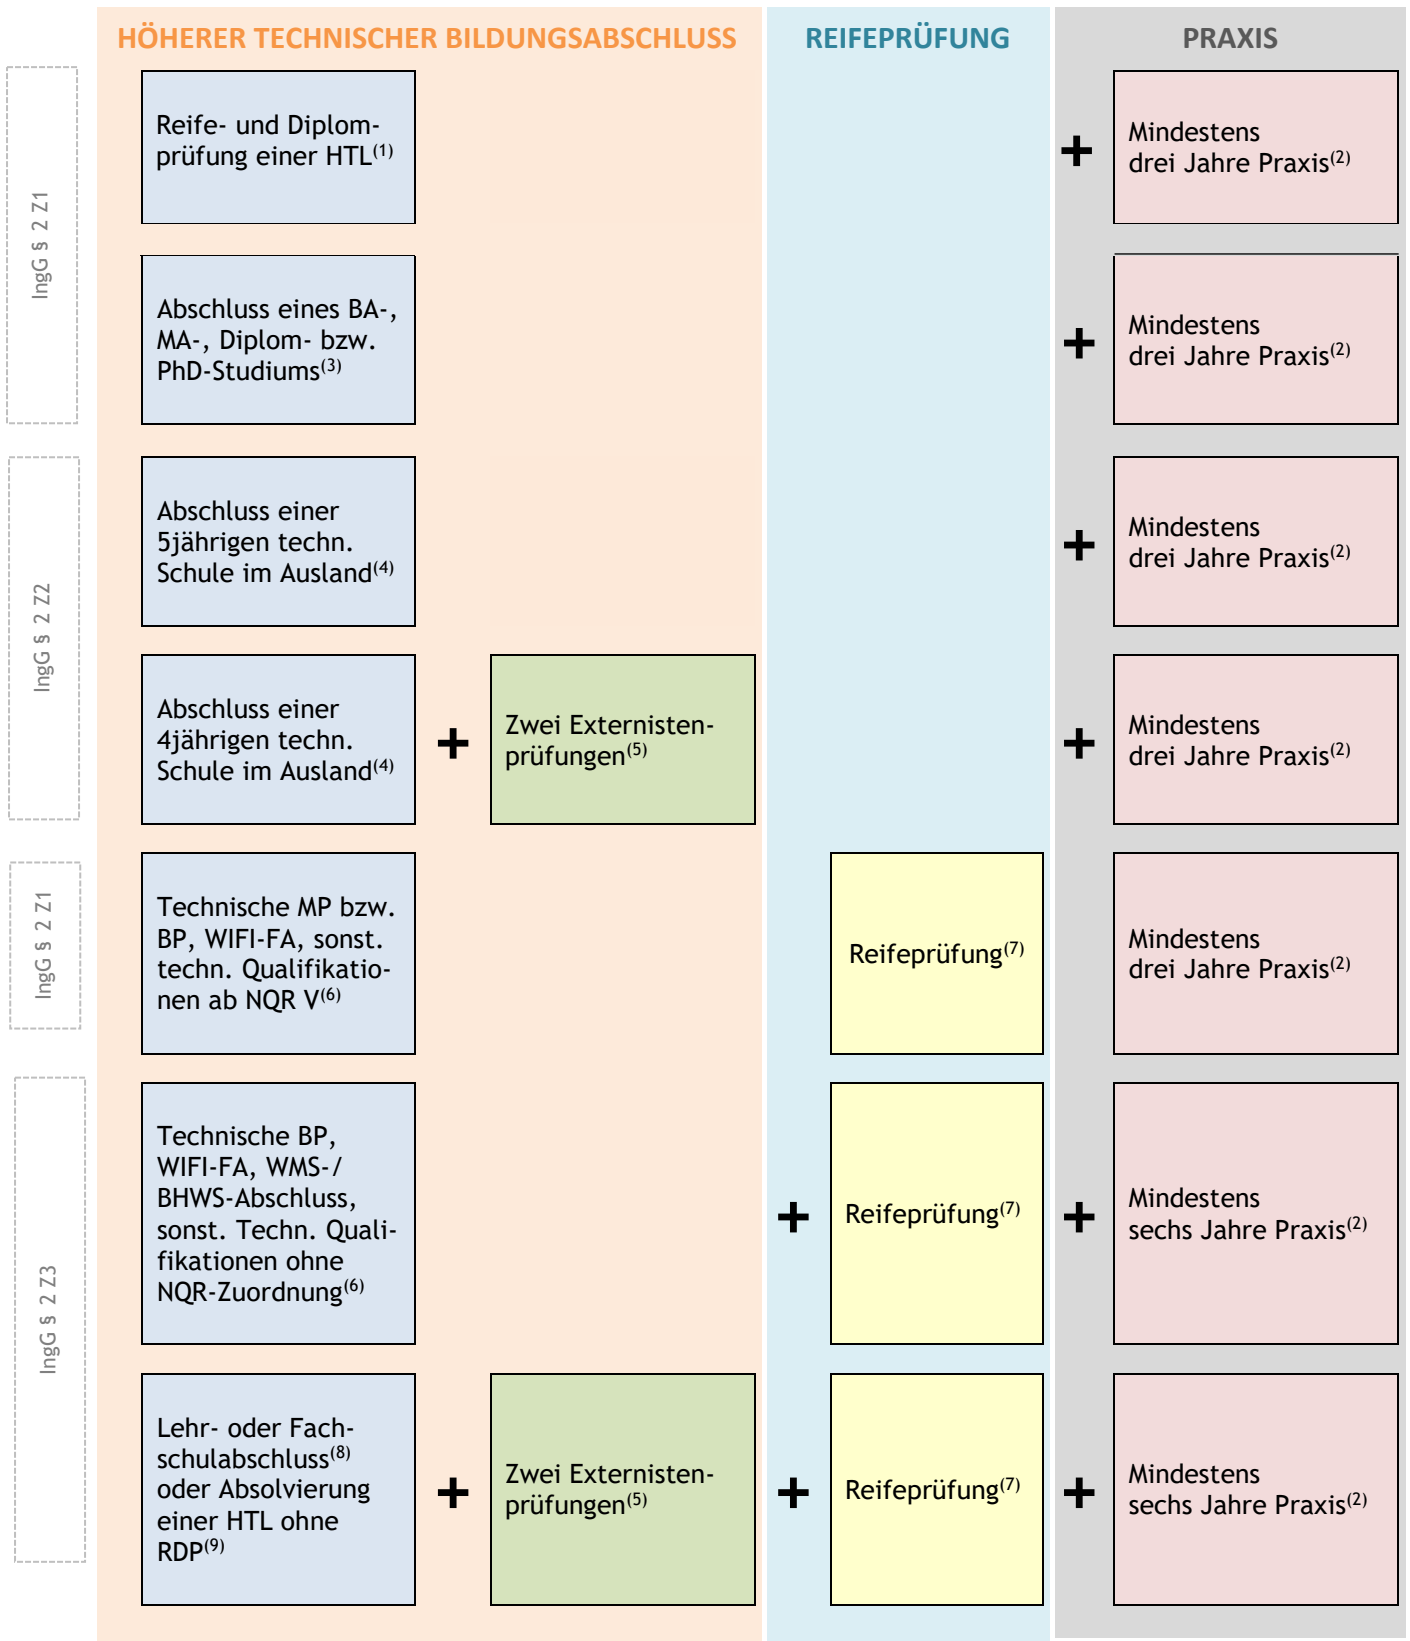 HÖHERER TECHNISCHER BILDUNGSABSCHLUSS
REIFEPRÜFUNG
PRAXIS
IngG § 2 Z1
Reife- und Diplom-
prüfung einer HTL(1)
+
Mindestens
drei Jahre Praxis(2)
Abschluss eines BA-,
MA-, Diplom- bzw.
PhD-Studiums(3)
+
Mindestens
drei Jahre Praxis(2)
IngG § 2 Z2
Abschluss einer
5jährigen techn.
Schule im Ausland(4)
+
Mindestens
drei Jahre Praxis(2)
Abschluss einer
4jährigen techn.
Schule im Ausland(4)
+
Zwei Externisten-
prüfungen(5)
+
Mindestens
drei Jahre Praxis(2)
IngG § 2 Z1
Technische MP bzw.
BP, WIFI-FA, sonst.
techn. Qualifikatio-
nen ab NQR V(6)
Reifeprüfung(7)
Mindestens
drei Jahre Praxis(2)
IngG § 2 Z3
Technische BP,
WIFI-FA, WMS-/
BHWS-Abschluss,
sonst. Techn. Quali-
fikationen ohne
NQR-Zuordnung(6)
+
Reifeprüfung(7)
+
Mindestens
sechs Jahre Praxis(2)
Lehr- oder Fach-
schulabschluss(8)
oder Absolvierung
einer HTL ohne
RDP(9)
+
Zwei Externisten-
prüfungen(5)
+
Reifeprüfung(7)
+
Mindestens
sechs Jahre Praxis(2)